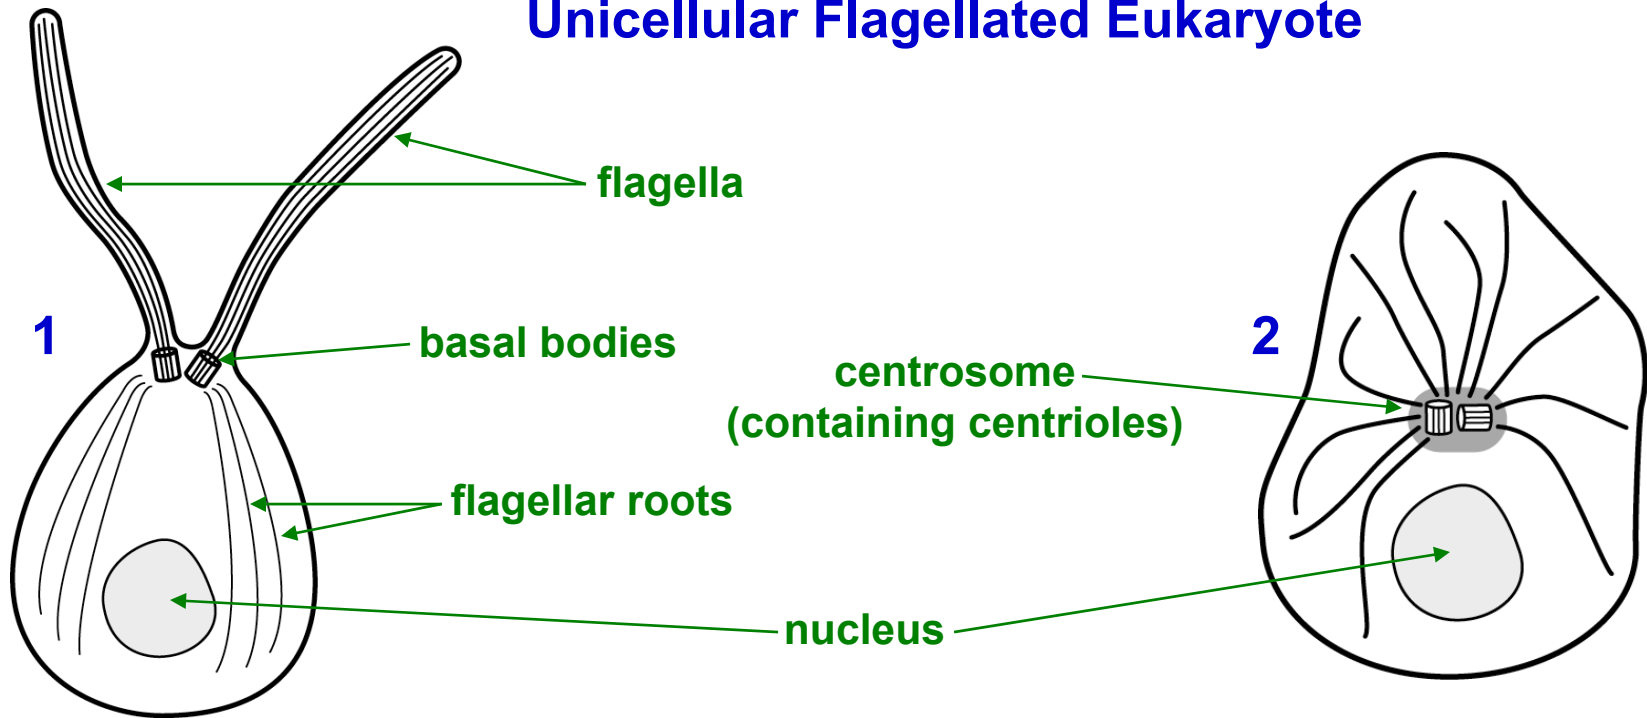 Unicellular Flagellated Eukaryote
flagella
1
basal bodies
2
centrosome
(containing centrioles)
flagellar roots
nucleus